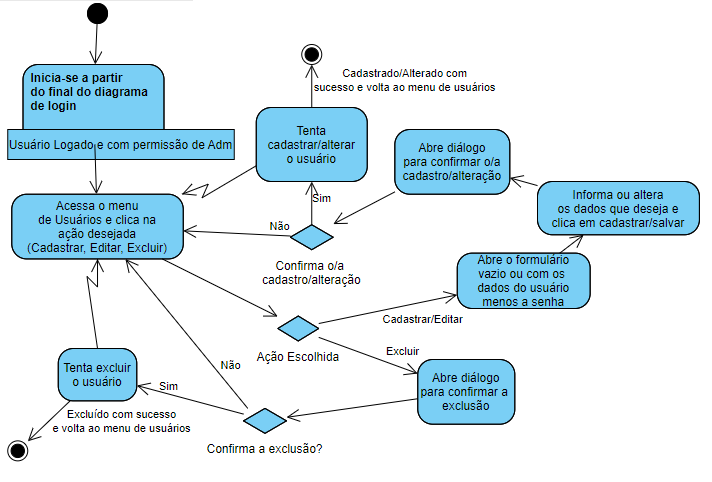 Inicia-se a partir
do final do diagrama
de login
Usuário Logado e com permissão de Adm
Cadastrado/Alterado com
sucesso e volta ao menu de usuários
Tenta
cadastrar/alterar
o usuário
Abre diálogo
para confirmar o/a
cadastro/alteração
Informa ou altera
os dados que deseja e
clica em cadastrar/salvar
Acessa o menu
de Usuários e clica na
ação desejada
(Cadastrar, Editar, Excluir)
Sim
Não
Confirma o/a
cadastro/alteração
Abre o formulário
vazio ou com os
dados do usuário
menos a senha
Cadastrar/Editar
Ação Escolhida
Excluir
Não
Tenta excluir
o usuário
Sim
Abre diálogo
para confirmar a
exclusão
Excluído com sucesso
e volta ao menu de usuários
Confirma a exclusão?